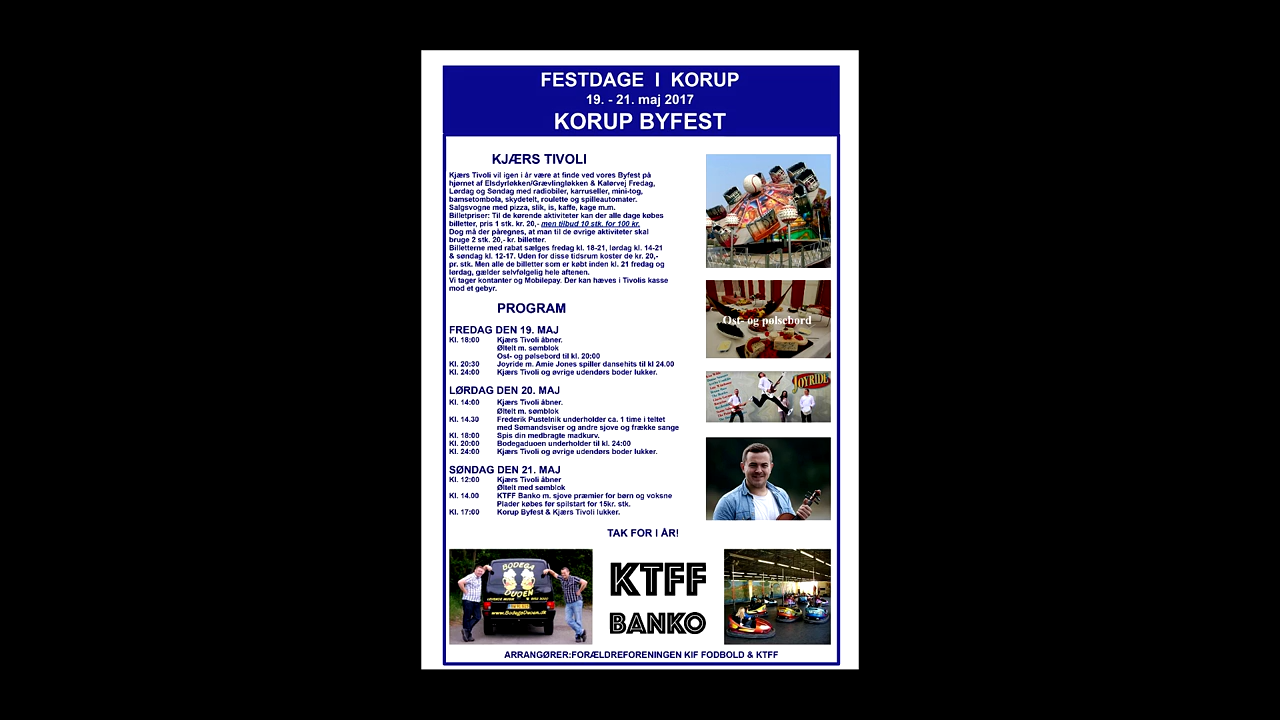 FESTDAGE I KORUP
19. - 21. maj 2017
KORUP BYFEST
KJÆRS TIVOLI
Kjærs Tivoli vil igen i år være at finde ved vores Byfest på
hjørnet af Elsdyrløkken/Grævlingløkken & Kalørvej Fredag,
Lørdag og Søndag med radiobiler, karruseller, mini-tog,
bamsetombola, skydetelt, roulette og spilleautomater.
Salgsvogne med pizza, slik, is, kaffe, kage m.m.
Billetpriser: Til de kørende aktiviteter kan der alle dage købes
billetter, pris 1 stk. kr. 20,- men tilbud 10 stk. for 100 kr.
Dog må der påregnes, at man til de øvrige aktiviteter skal
bruge 2 stk. 20,- kr. billetter.
Billetterne med rabat sælges fredag kl. 18-21, lørdag kl. 14-21
& søndag kl. 12-17. Uden for disse tidsrum koster de kr. 20,-
pr. stk. Men alle de billetter som er købt inden kl. 21 fredag og
lørdag, gælder selvfølgelig hele aftenen.
Vi tager kontanter og Mobilepay. Der kan hæves i Tivolis kasse
mod et gebyr.
PROGRAM
FREDAG DEN 19. MAJ
Kl. 18:00 Kjærs Tivoli åbner.
Øltelt m. sømblok
Ost- og pølsebord til kl. 20:00
Kl. 20:30 Joyride m. Amie Jones spiller dansehits til kl 24.00
Kl. 24:00 Kjærs Tivoli og øvrige udendørs boder lukker.
LØRDAG DEN 20. MAJ
Kl. 14:00 Kjærs Tivoli åbner.
Øltelt m. sømblok
Kl. 14.30 Frederik Pustelnik underholder ca. 1 time i teltet
med Sømandsviser og andre sjove og frække sange
Kl. 18:00 Spis din medbragte madkurv.
Kl. 20:00 Bodegaduoen underholder til kl. 24:00
Kl. 24:00 Kjærs Tivoli og øvrige udendørs boder lukker.
SØNDAG DEN 21. MAJ
Kl. 12:00 Kjærs Tivoli åbner
Øltelt med sømblok
Kl. 14.00 KTFF Banko m. sjove præmier for børn og voksne
Plader købes før spilstart for 15kr. stk.
Kl. 17:00 Korup Byfest & Kjærs Tivoli lukker.
TAK FOR I ÅR!
Ost- og pølsebord
JOYRIDE
BODEGA
DUOEN
www.BodegaDuoen.dk
KTFF
BANKO
ARRANGØRER:FORÆLDREFORENINGEN KIF FODBOLD & KTFF